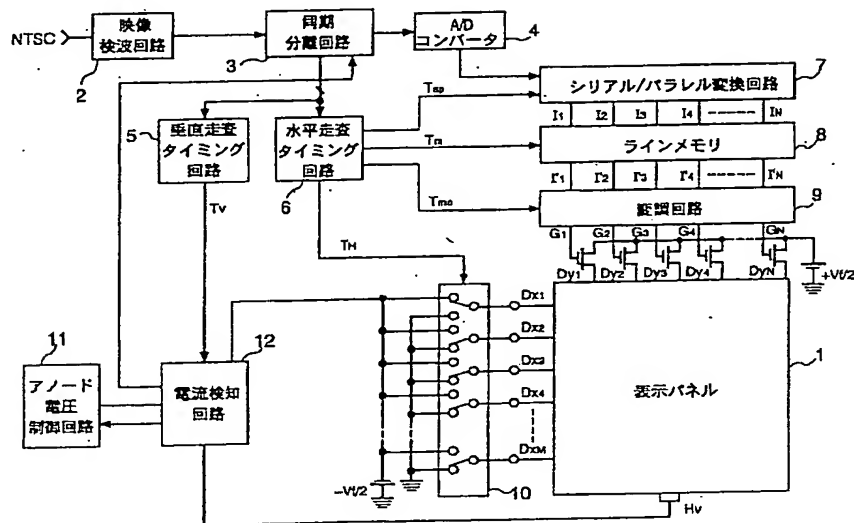 NTSC
映像
検波回路
2
同期
分離回路
3
A/D
コンバータ
4
垂直走査
タイミング
回路
5
水平走査
タイミング
回路
6
Tsp
シリアル/パラレル変換回路
7
I1 I2 I3 I4 IN
Tm
ラインメモリ
8
I'1 I'2 I'3 I'4 I'N
Tmo
変調回路
9
G1 G2 G3 G4 GN
+Vf/2
Dy1 Dy2 Dy3 Dy4 DyN
Tv
TH
Dx1
Dx2
Dx3
Dx4
DxM
表示パネル
1
11
アノード
電圧
制御回路
12
電流検知
回路
-Vf/2
10
Hv